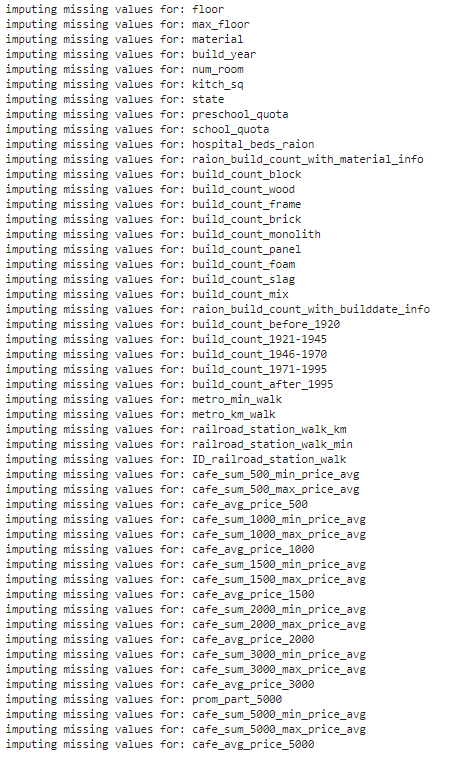 imputing missing values for: floor
imputing missing values for: max_floor
imputing missing values for: material
imputing missing values for: build_year
imputing missing values for: num_room
imputing missing values for: kitch_sq
imputing missing values for: state
imputing missing values for: preschool_quota
imputing missing values for: school_quota
imputing missing values for: hospital_beds_raion
imputing missing values for: raion_build_count_with_material_info
imputing missing values for: build_count_block
imputing missing values for: build_count_wood
imputing missing values for: build_count_frame
imputing missing values for: build_count_brick
imputing missing values for: build_count_monolith
imputing missing values for: build_count_panel
imputing missing values for: build_count_foam
imputing missing values for: build_count_slag
imputing missing values for: build_count_mix
imputing missing values for: raion_build_count_with_builddate_info
imputing missing values for: build_count_before_1920
imputing missing values for: build_count_1921-1945
imputing missing values for: build_count_1946-1970
imputing missing values for: build_count_1971-1995
imputing missing values for: build_count_after_1995
imputing missing values for: metro_min_walk
imputing missing values for: metro_km_walk
imputing missing values for: railroad_station_walk_km
imputing missing values for: railroad_station_walk_min
imputing missing values for: ID_railroad_station_walk
imputing missing values for: cafe_sum_500_min_price_avg
imputing missing values for: cafe_sum_500_max_price_avg
imputing missing values for: cafe_avg_price_500
imputing missing values for: cafe_sum_1000_min_price_avg
imputing missing values for: cafe_sum_1000_max_price_avg
imputing missing values for: cafe_avg_price_1000
imputing missing values for: cafe_sum_1500_min_price_avg
imputing missing values for: cafe_sum_1500_max_price_avg
imputing missing values for: cafe_avg_price_1500
imputing missing values for: cafe_sum_2000_min_price_avg
imputing missing values for: cafe_sum_2000_max_price_avg
imputing missing values for: cafe_avg_price_2000
imputing missing values for: cafe_sum_3000_min_price_avg
imputing missing values for: cafe_sum_3000_max_price_avg
imputing missing values for: cafe_avg_price_3000
imputing missing values for: prom_part_5000
imputing missing values for: cafe_sum_5000_min_price_avg
imputing missing values for: cafe_sum_5000_max_price_avg
imputing missing values for: cafe_avg_price_5000